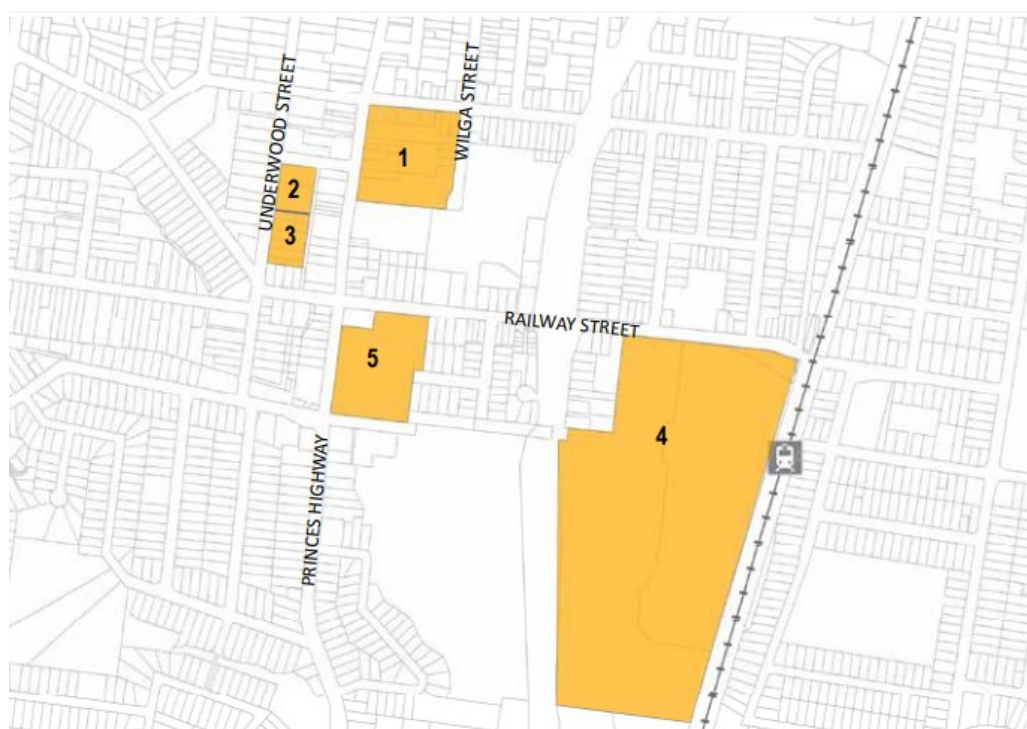 UNDERWOOD STREET
WILGA STREET
1
2
3
RAILWAY STREET
5
4
PRINCES HIGHWAY